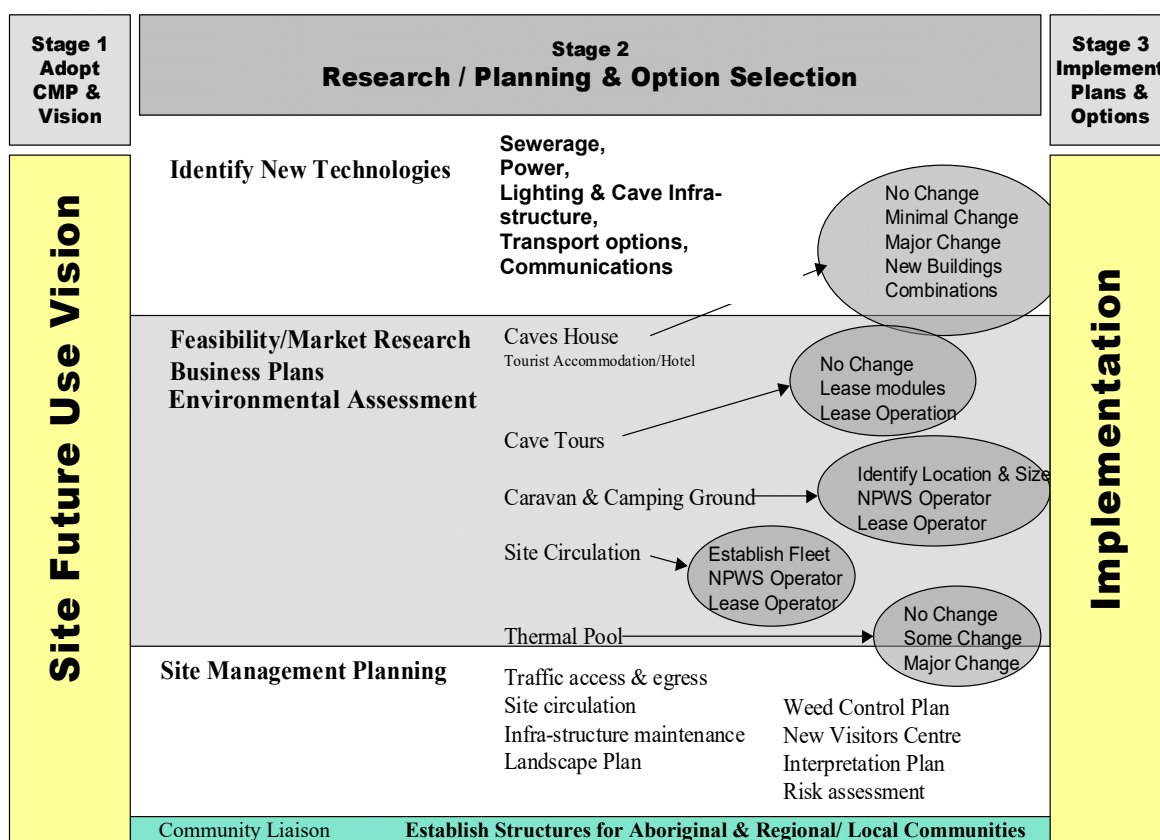 Stage 1
Adopt
CMP &
Vision
Stage 2
Research / Planning & Option Selection
Stage 3
Implement
Plans &
Options
Site Future Use Vision
Identify New Technologies
Sewerage,
Power,
Lighting & Cave Infra-
structure,
Transport options,
Communications
No Change
Minimal Change
Major Change
New Buildings
Combinations
Feasibility/Market Research
Business Plans
Environmental Assessment
Caves House
Tourist Accommodation/Hotel
No Change
Lease modules
Lease Operation
Cave Tours
Caravan & Camping Ground
Identify Location & Size
NPWS Operator
Lease Operator
Site Circulation
Establish Fleet
NPWS Operator
Lease Operator
Thermal Pool
No Change
Some Change
Major Change
Site Management Planning
Traffic access & egress
Site circulation
Infra-structure maintenance
Landscape Plan
Weed Control Plan
New Visitors Centre
Interpretation Plan
Risk assessment
Community Liaison
Establish Structures for Aboriginal & Regional/ Local Communities
Implementation